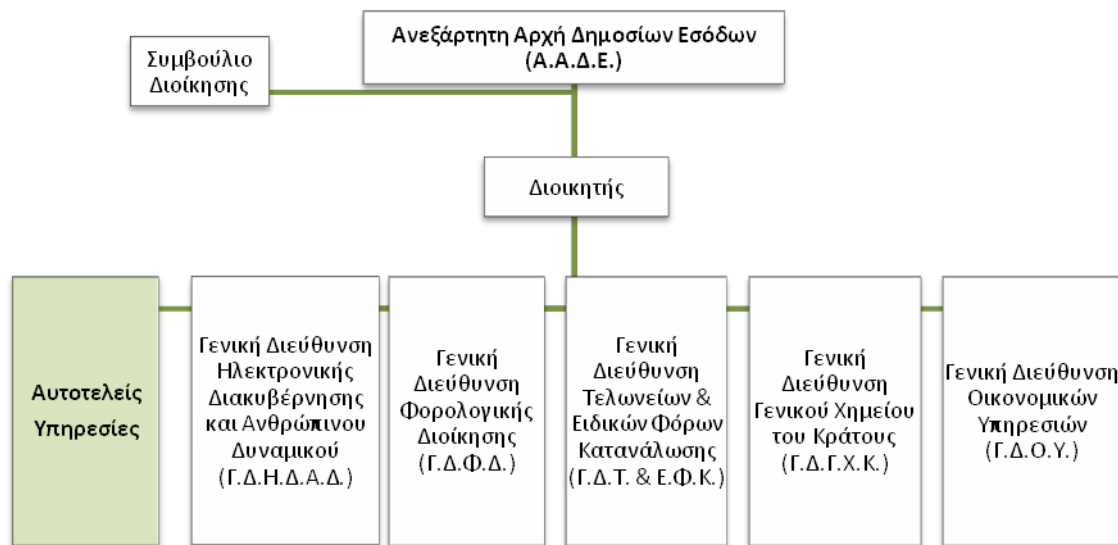 Ανεξάρτητη Αρχή Δημοσίων Εσόδων
(Α.Α.Δ.Ε.)
Συμβούλιο
Διοίκησης
Διοικητής
Αυτοτελείς
Υπηρεσίες
Γενική Διεύθυνση
Ηλεκτρονικής
Διακυβέρνησης
και Ανθρώπινου
Δυναμικού
(Γ.Δ.Η.Δ.Α.Δ.)
Γενική
Διεύθυνση
Φορολογικής
Διοίκησης
(Γ.Δ.Φ.Δ.)
Γενική
Διεύθυνση
Τελωνείων &
Ειδικών Φόρων
Κατανάλωσης
(Γ.Δ.Τ. & Ε.Φ.Κ.)
Γενική
Διεύθυνση
Γενικού Χημείου
του Κράτους
(Γ.Δ.Γ.Χ.Κ.)
Γενική Διεύθυνση
Οικονομικών
Υπηρεσιών
(Γ.Δ.Ο.Υ.)